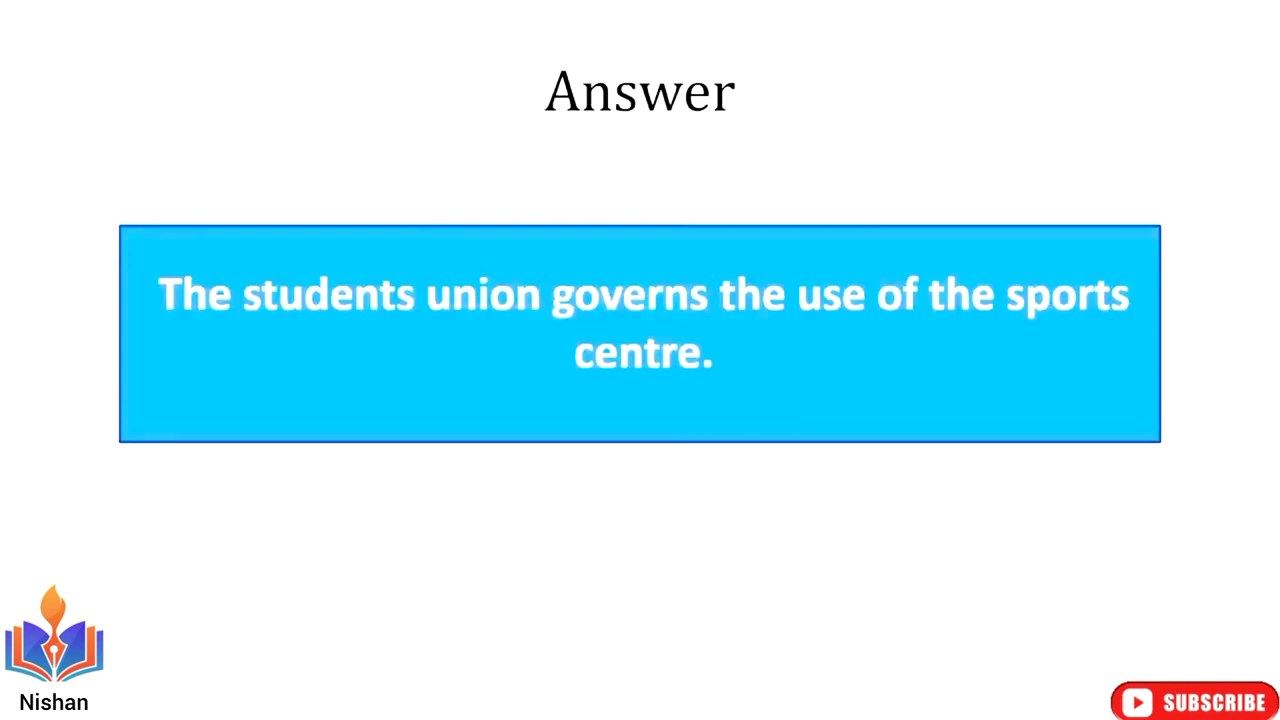 Answer
The students union governs the use of the sports
centre.
Nishan
SUBSCRIBE